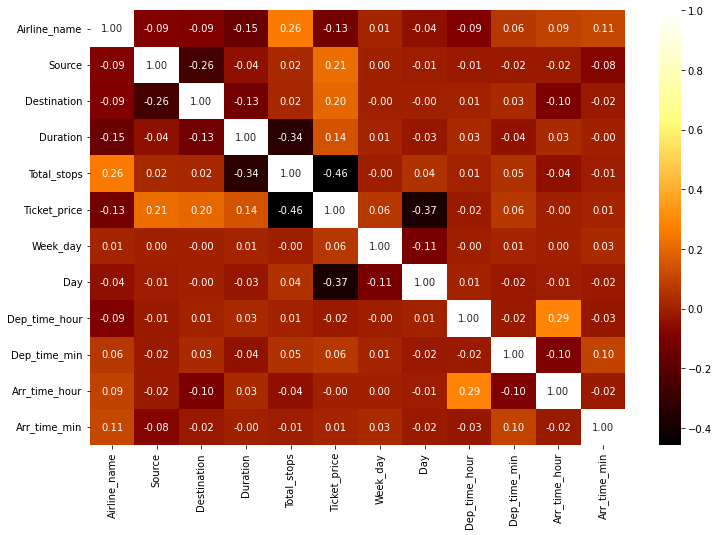 Airline_name 1.00 -0.09 -0.09 -0.15 0.26 -0.13 0.01 -0.04 -0.09 0.06 0.09 0.11
Source -0.09 1.00 -0.26 -0.04 0.02 0.21 0.00 -0.01 -0.01 -0.02 -0.02 -0.08
Destination -0.09 -0.26 1.00 -0.13 0.02 0.20 -0.00 -0.00 0.01 0.03 -0.10 -0.02
Duration -0.15 -0.04 -0.13 1.00 -0.34 0.14 0.01 -0.03 0.03 -0.04 0.03 -0.00
Total_stops 0.26 0.02 0.02 -0.34 1.00 -0.46 -0.00 0.04 0.01 0.05 -0.04 -0.01
Ticket_price -0.13 0.21 0.20 0.14 -0.46 1.00 0.06 -0.37 -0.02 0.06 -0.00 0.01
Week_day 0.01 0.00 -0.00 0.01 -0.00 0.06 1.00 -0.11 -0.00 0.01 0.00 0.03
Day -0.04 -0.01 -0.00 -0.03 0.04 -0.37 -0.11 1.00 0.01 -0.02 -0.01 -0.02
Dep_time_hour -0.09 -0.01 0.01 0.03 0.01 -0.02 -0.00 0.01 1.00 -0.02 0.29 -0.03
Dep_time_min 0.06 -0.02 0.03 -0.04 0.05 0.06 0.01 -0.02 -0.02 1.00 -0.10 0.10
Arr_time_hour 0.09 -0.02 -0.10 0.03 -0.04 -0.00 0.00 -0.01 0.29 -0.10 1.00 -0.02
Arr_time_min 0.11 -0.08 -0.02 -0.00 -0.01 0.01 0.03 -0.02 -0.03 0.10 -0.02 1.00
Airline_name
Source
Destination
Duration
Total_stops
Ticket_price
Week_day
Day
Dep_time_hour
Dep_time_min
Arr_time_hour
Arr_time_min
1.0
0.8
0.6
0.4
0.2
0.0
−0.2
−0.4